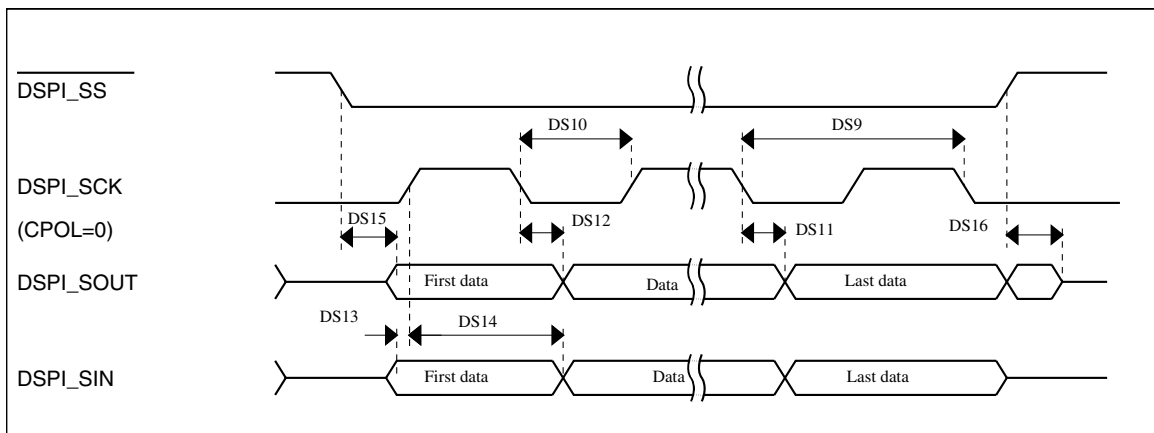 DSPI_SS
DS10
DS9
DSPI_SCK
DS15
DS12
DS11
DS16
(CPOL=0)
DSPI_SOUT
First data
Data
Last data
DS13
DS14
DSPI_SIN
First data
Data
Last data